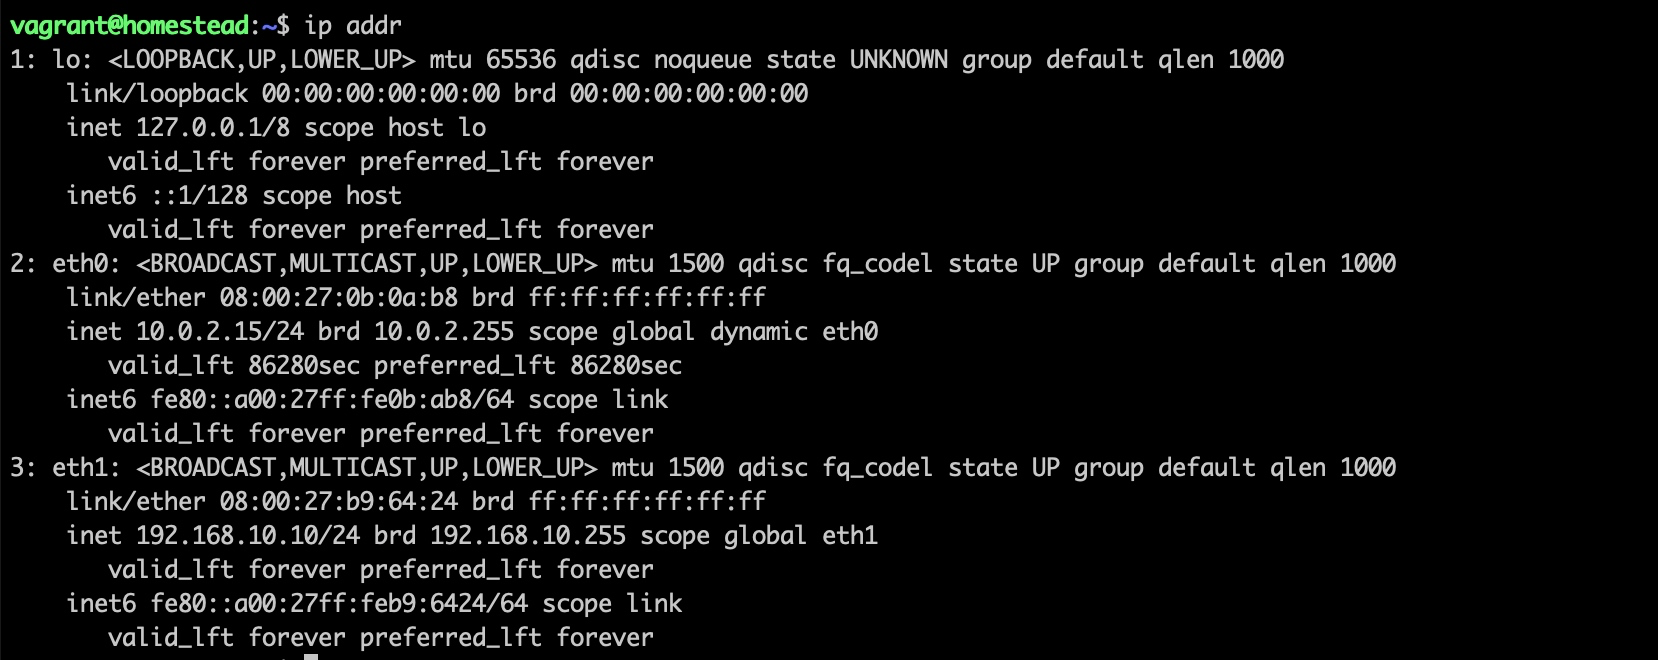 vagrant@homestead:~$ ip addr
1: lo: <LOOPBACK,UP,LOWER_UP> mtu 65536 qdisc noqueue state UNKNOWN group default qlen 1000
    link/loopback 00:00:00:00:00:00 brd 00:00:00:00:00:00
    inet 127.0.0.1/8 scope host lo
       valid_lft forever preferred_lft forever
    inet6 ::1/128 scope host
       valid_lft forever preferred_lft forever
2: eth0: <BROADCAST,MULTICAST,UP,LOWER_UP> mtu 1500 qdisc fq_codel state UP group default qlen 1000
    link/ether 08:00:27:0b:0a:b8 brd ff:ff:ff:ff:ff:ff
    inet 10.0.2.15/24 brd 10.0.2.255 scope global dynamic eth0
       valid_lft 86280sec preferred_lft 86280sec
    inet6 fe80::a00:27ff:fe0b:ab8/64 scope link
       valid_lft forever preferred_lft forever
3: eth1: <BROADCAST,MULTICAST,UP,LOWER_UP> mtu 1500 qdisc fq_codel state UP group default qlen 1000
    link/ether 08:00:27:b9:64:24 brd ff:ff:ff:ff:ff:ff
    inet 192.168.10.10/24 brd 192.168.10.255 scope global eth1
       valid_lft forever preferred_lft forever
    inet6 fe80::a00:27ff:feb9:6424/64 scope link
       valid_lft forever preferred_lft forever